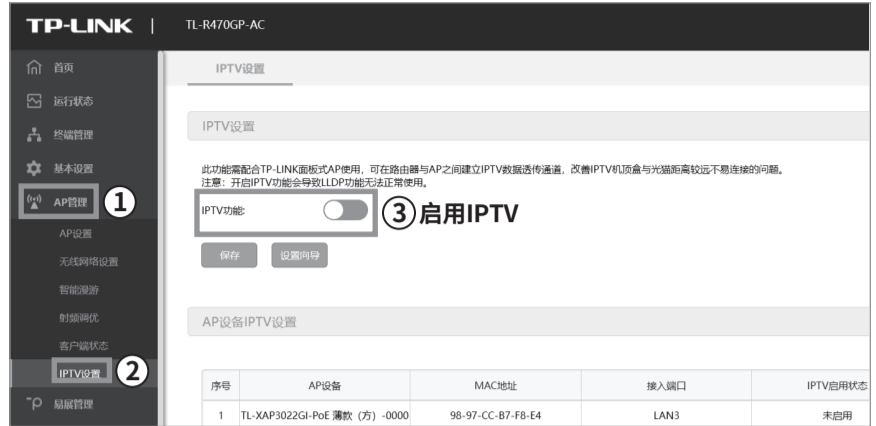 TP-LINK | TL-R470GP-AC
首页
运行状态
终端管理
基本设置
AP管理 ①
AP设置
无线网络设置
智能漫游
射频调优
客户端状态
IPTV设置 ②
易展管理
IPTV设置
IPTV设置
此功能需配合TP-LINK面板式AP使用，可在路由器与AP之间建立IPTV数据透传通道，改善IPTV机顶盒与光猫距离较远不易连接的问题。
注意：开启IPTV功能会导致LLDP功能无法正常使用。
IPTV功能: ③启用IPTV
保存 设置向导
AP设备IPTV设置
序号 AP设备 MAC地址 接入端口 IPTV启用状态
1 TL-XAP3022GI-PoE 薄款（方）-0000 98-97-CC-B7-F8-E4 LAN3 未启用